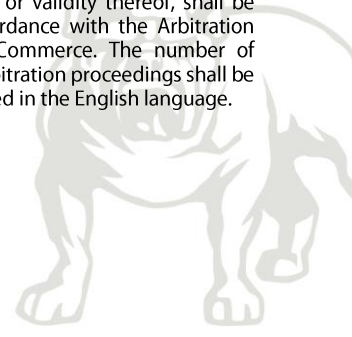 or validity thereof, shall be
rdance with the Arbitration
Commerce. The number of
itration proceedings shall be
ed in the English language.